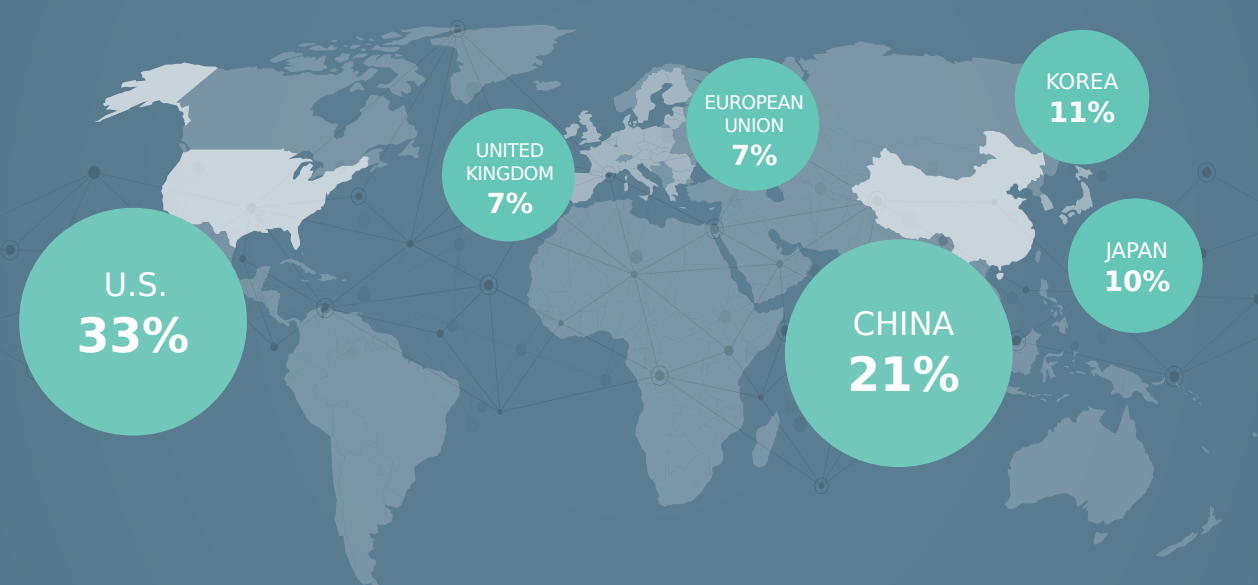 KOREA
11%
EUROPEAN
UNION
7%
UNITED
KINGDOM
7%
JAPAN
10%
U.S.
33%
CHINA
21%